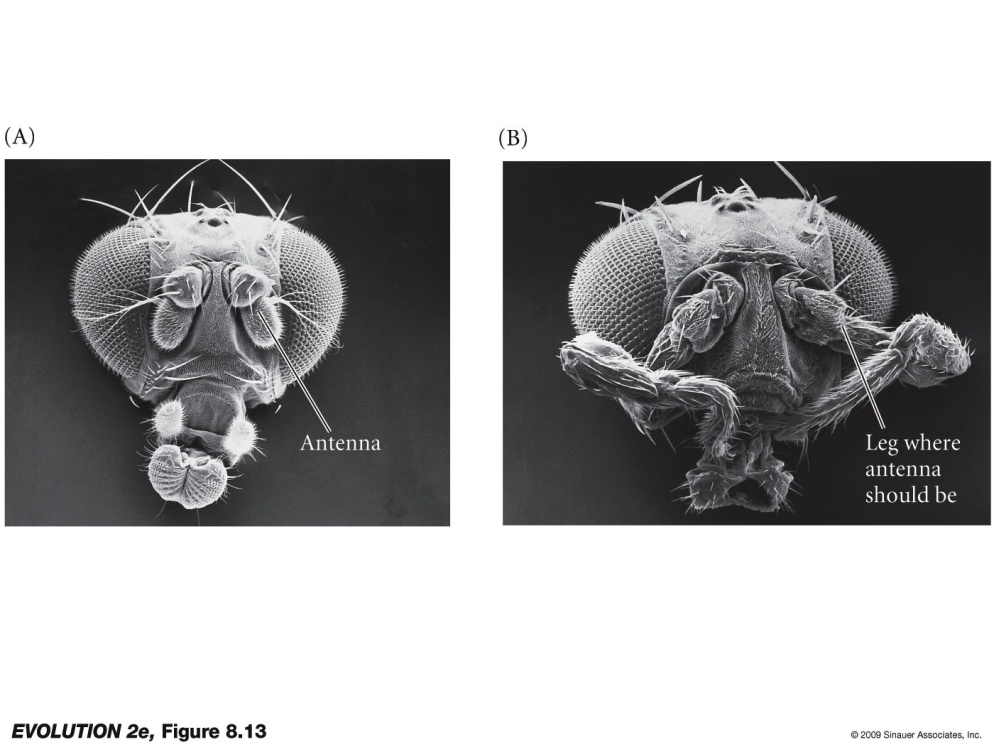 (A)
(B)
Antenna
Leg where
antenna
should be
EVOLUTION 2e, Figure 8.13
© 2009 Sinauer Associates, Inc.